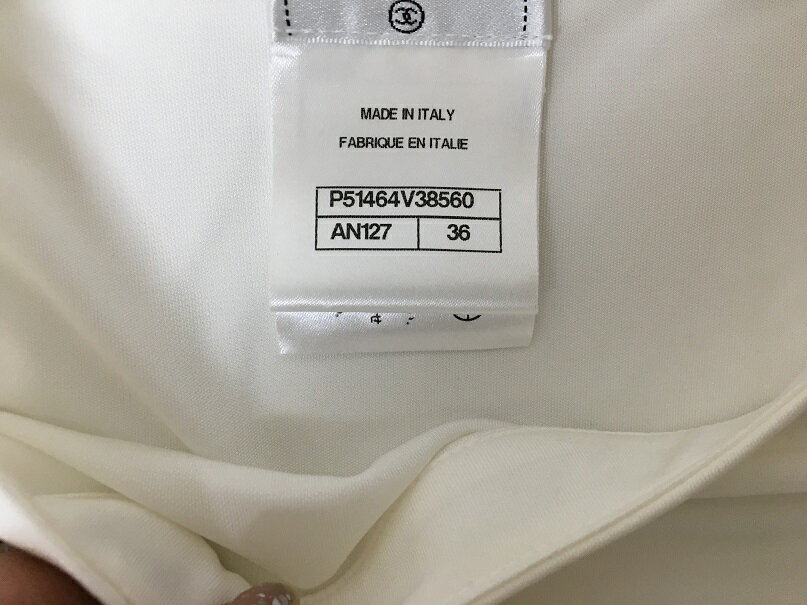 MADE IN ITALY
FABRIQUE EN ITALIE
P51464V38560
AN127 36